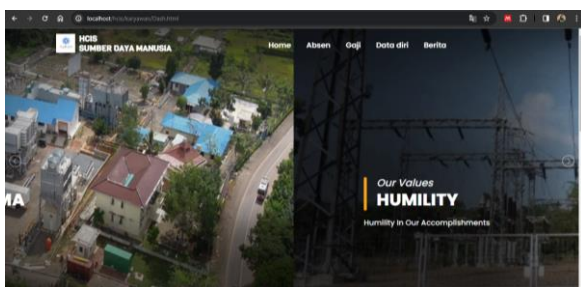 localhost/hcis/karyawan/Dash.html
HCIS
SUMBER DAYA MANUSIA
Home Absen Gaji Data diri Berita
MA
Our Values
HUMILITY
Humility In Our Accomplishments